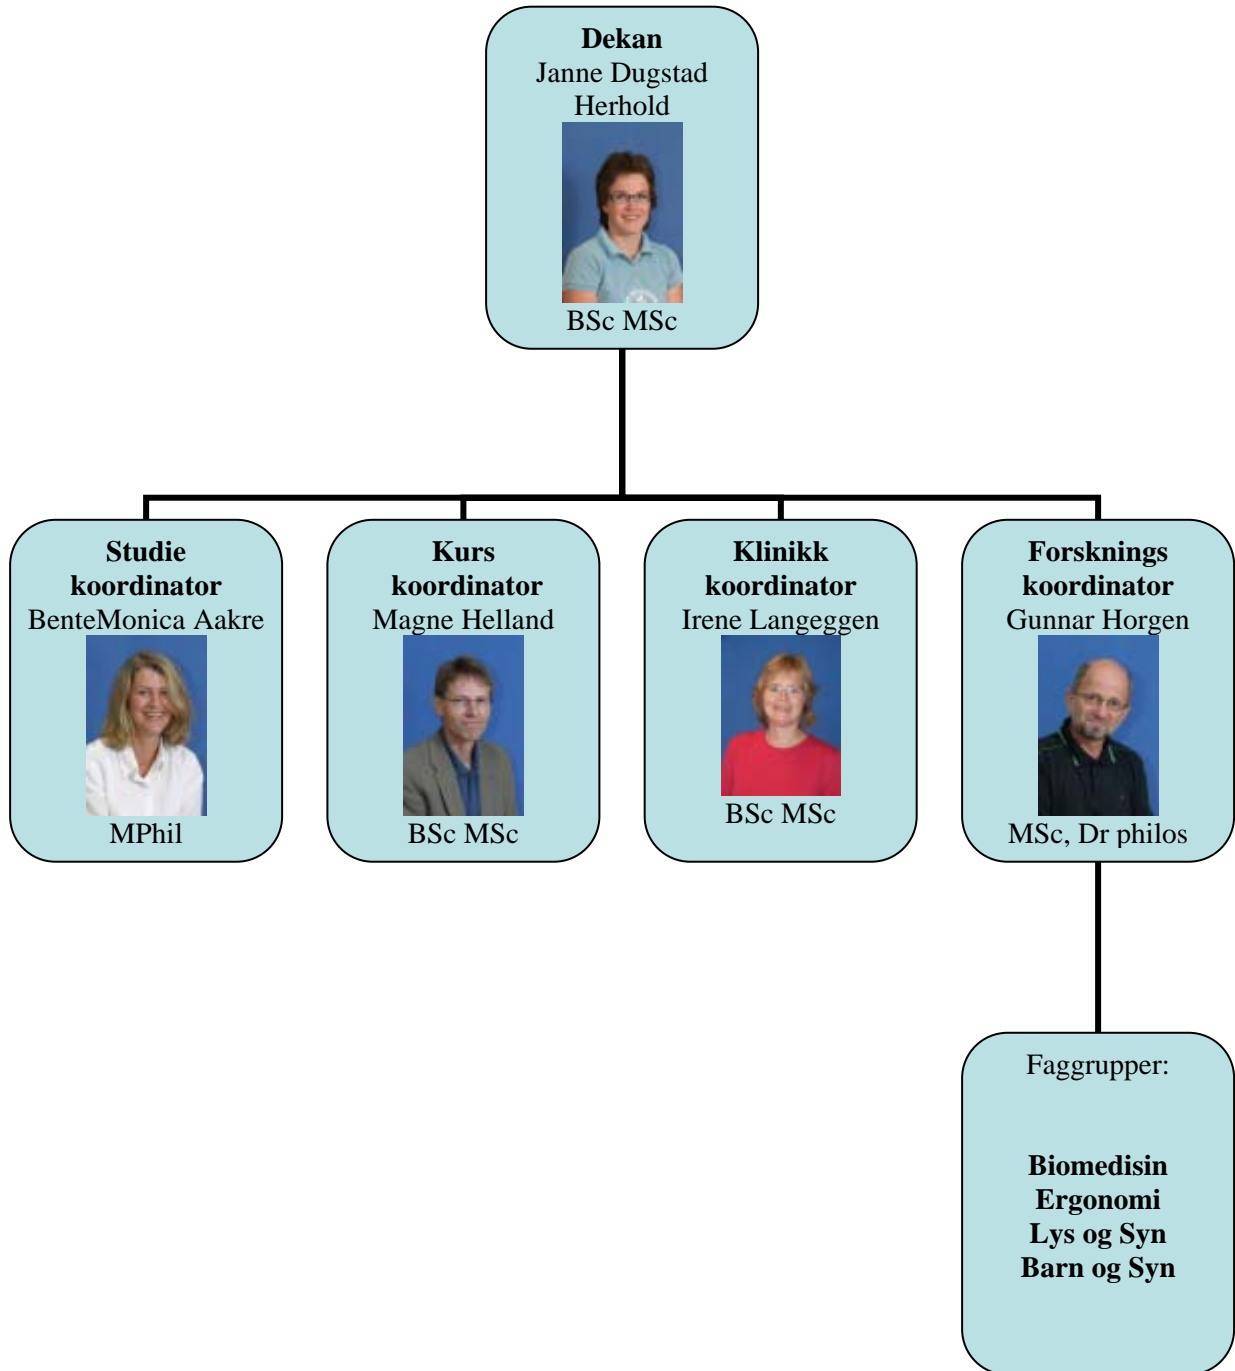 Dekan
Janne Dugstad
Herhold
BSc MSc
Studie
koordinator
BenteMonica Aakre
MPhil
Kurs
koordinator
Magne Helland
BSc MSc
Klinikk
koordinator
Irene Langeggen
BSc MSc
Forsknings
koordinator
Gunnar Horgen
MSc, Dr philos
Faggrupper:
Biomedisin
Ergonomi
Lys og Syn
Barn og Syn